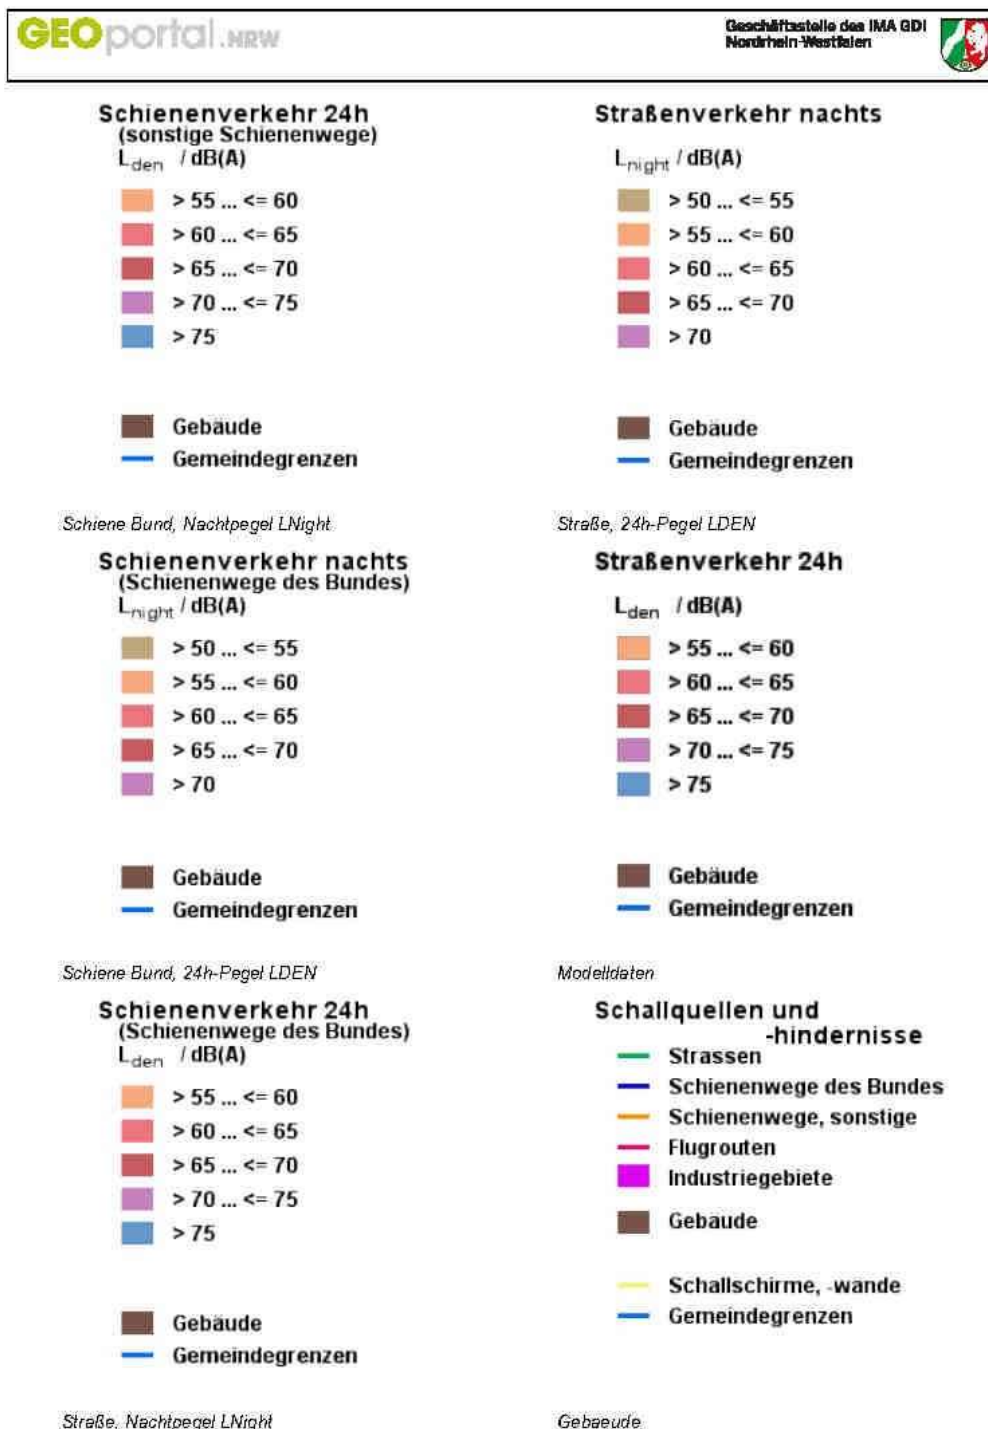 GEOportal.NRW
Geschäftsstelle des IMA GDI
Nordrhein-Westfalen
Schienenverkehr 24h
(sonstige Schienenwege)
Lden / dB(A)
> 55 ... <= 60
> 60 ... <= 65
> 65 ... <= 70
> 70 ... <= 75
> 75
Gebäude
Gemeindegrenzen
Schiene Bund, Nachtpegel LNight
Schienenverkehr nachts
(Schienenwege des Bundes)
Lnight / dB(A)
> 50 ... <= 55
> 55 ... <= 60
> 60 ... <= 65
> 65 ... <= 70
> 70
Gebäude
Gemeindegrenzen
Schiene Bund, 24h-Pegel LDEN
Schienenverkehr 24h
(Schienenwege des Bundes)
Lden / dB(A)
> 55 ... <= 60
> 60 ... <= 65
> 65 ... <= 70
> 70 ... <= 75
> 75
Gebäude
Gemeindegrenzen
Straße, Nachtpegel LNight
Straßenverkehr nachts
Lnight / dB(A)
> 50 ... <= 55
> 55 ... <= 60
> 60 ... <= 65
> 65 ... <= 70
> 70
Gebäude
Gemeindegrenzen
Straße, 24h-Pegel LDEN
Straßenverkehr 24h
Lden / dB(A)
> 55 ... <= 60
> 60 ... <= 65
> 65 ... <= 70
> 70 ... <= 75
> 75
Gebäude
Gemeindegrenzen
Modelldaten
Schallquellen und
-hindernisse
Strassen
Schienenwege des Bundes
Schienenwege, sonstige
Flugrouten
Industriegebiete
Gebäude
Schallschirme, -wände
Gemeindegrenzen
Gebaeude